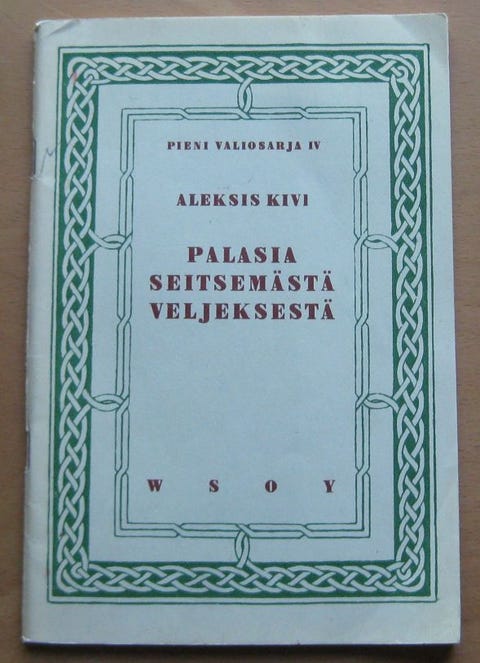 PIENI VALIOSARJA IV
ALEKSIS KIVI
PALASIA
SEITSEMÄSTÄ
VELJEKSESTÄ
W S O Y